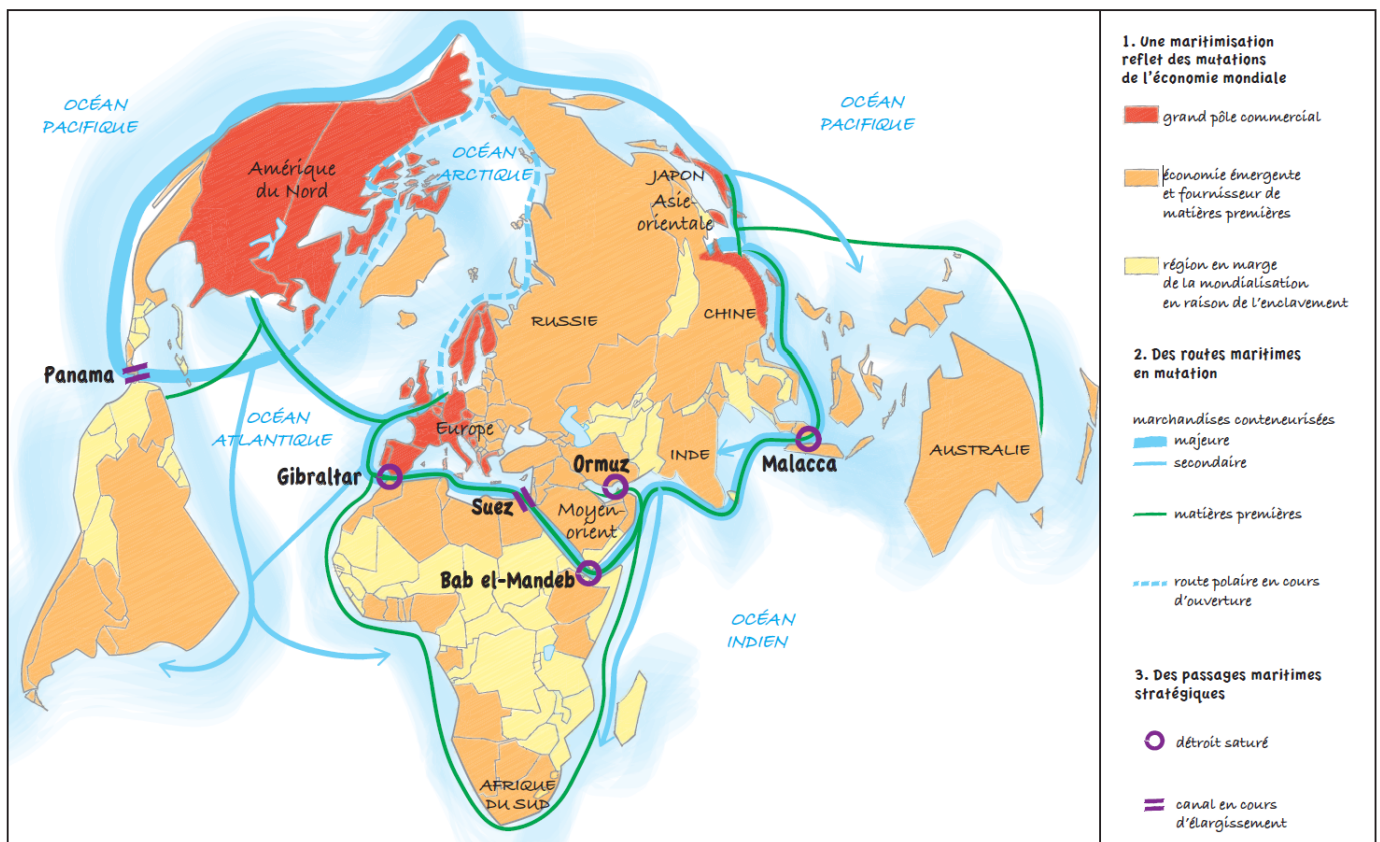 OCÉAN
PACIFIQUE
Amérique
du Nord
OCÉAN
ARCTIQUE
OCÉAN
PACIFIQUE
JAPON
Asie-
orientale
RUSSIE
CHINE
Panama
OCÉAN
ATLANTIQUE
Europe
Gibraltar
Suez
Ormuz
Moyen-
orient
INDE
Malacca
AUSTRALIE
Bab el-Mandeb
OCÉAN
INDIEN
AFRIQUE
DU SUD
1. Une maritimisation
reflet des mutations
de l'économie mondiale
grand pôle commercial
économie émergente
et fournisseur de
matières premières
région en marge
de la mondialisation
en raison de l'enclavement
2. Des routes maritimes
en mutation
marchandises conteneurisées
majeure
secondaire
matières premières
route polaire en cours
d'ouverture
3. Des passages maritimes
stratégiques
détroit saturé
canal en cours
d'élargissement